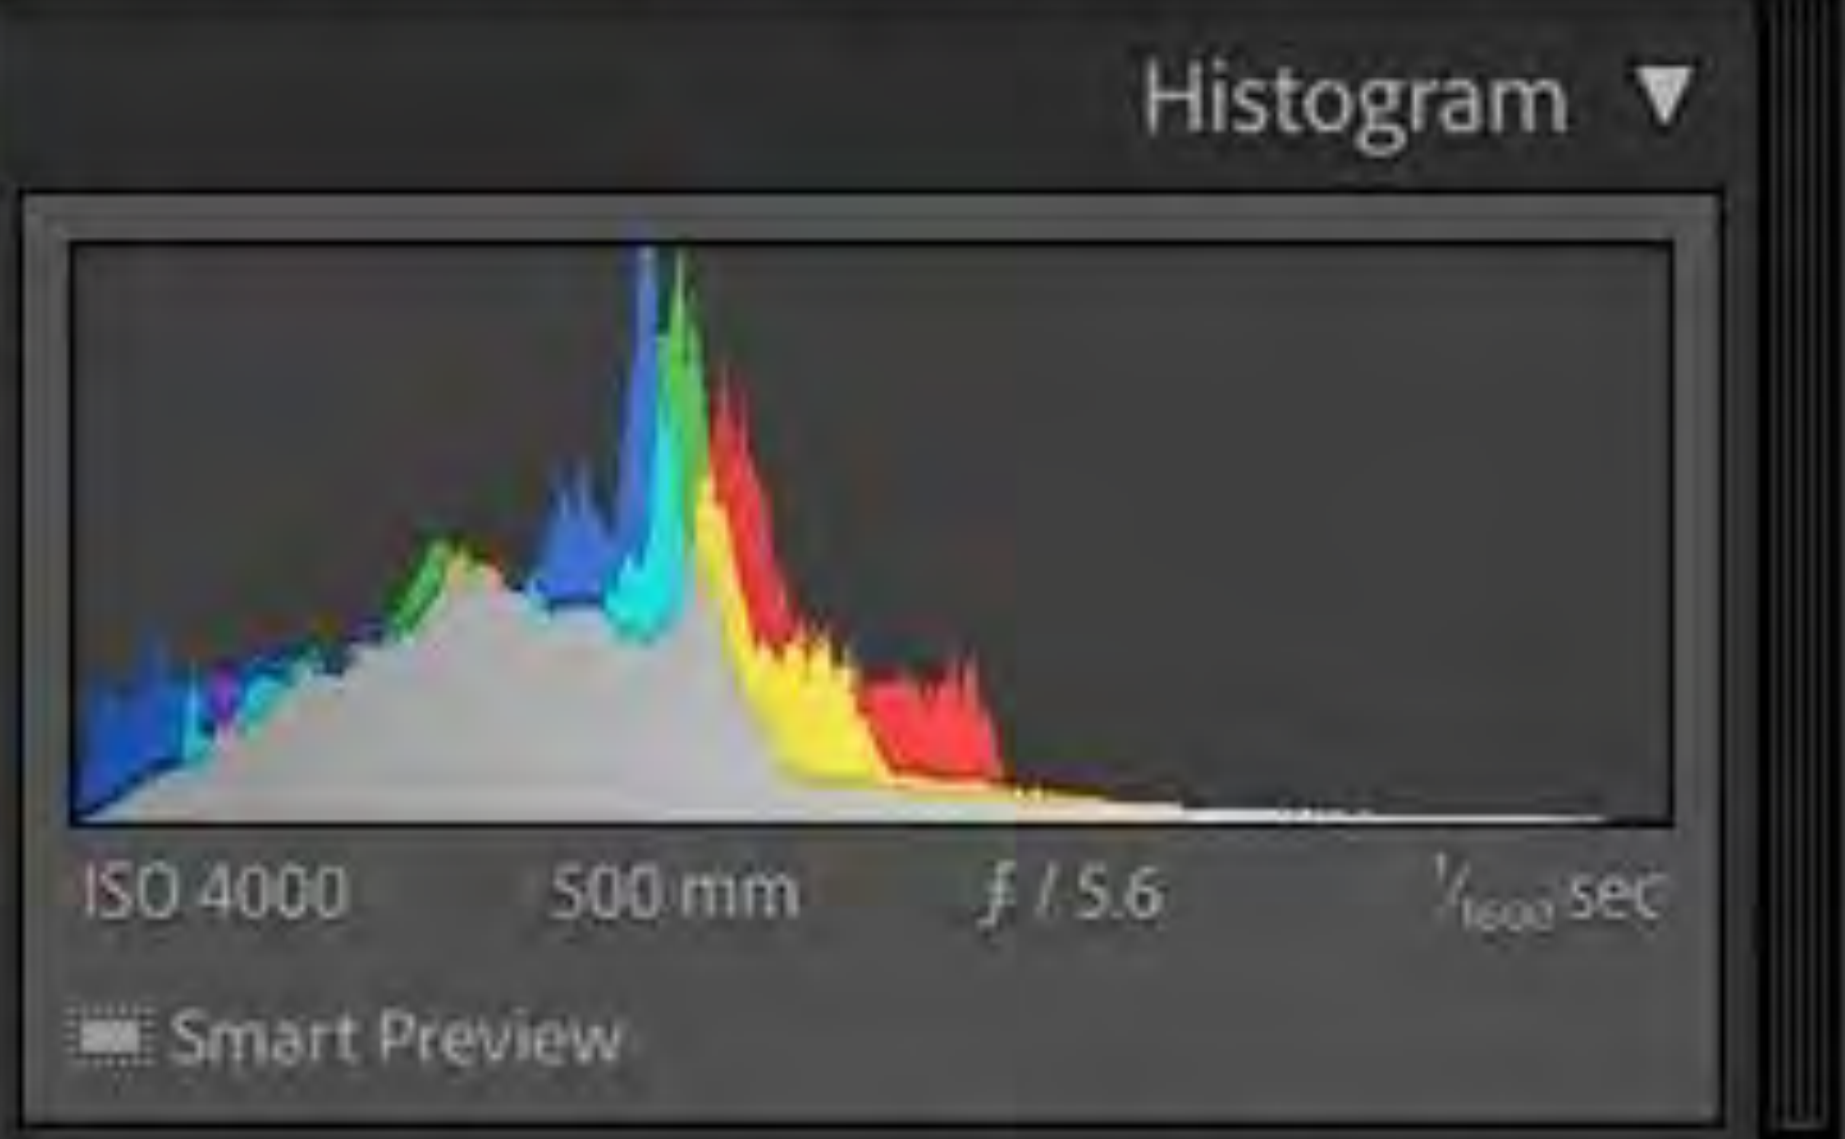 Histogram ▼
ISO 4000 500 mm ƒ / 5.6 1/1600 sec
Smart Preview